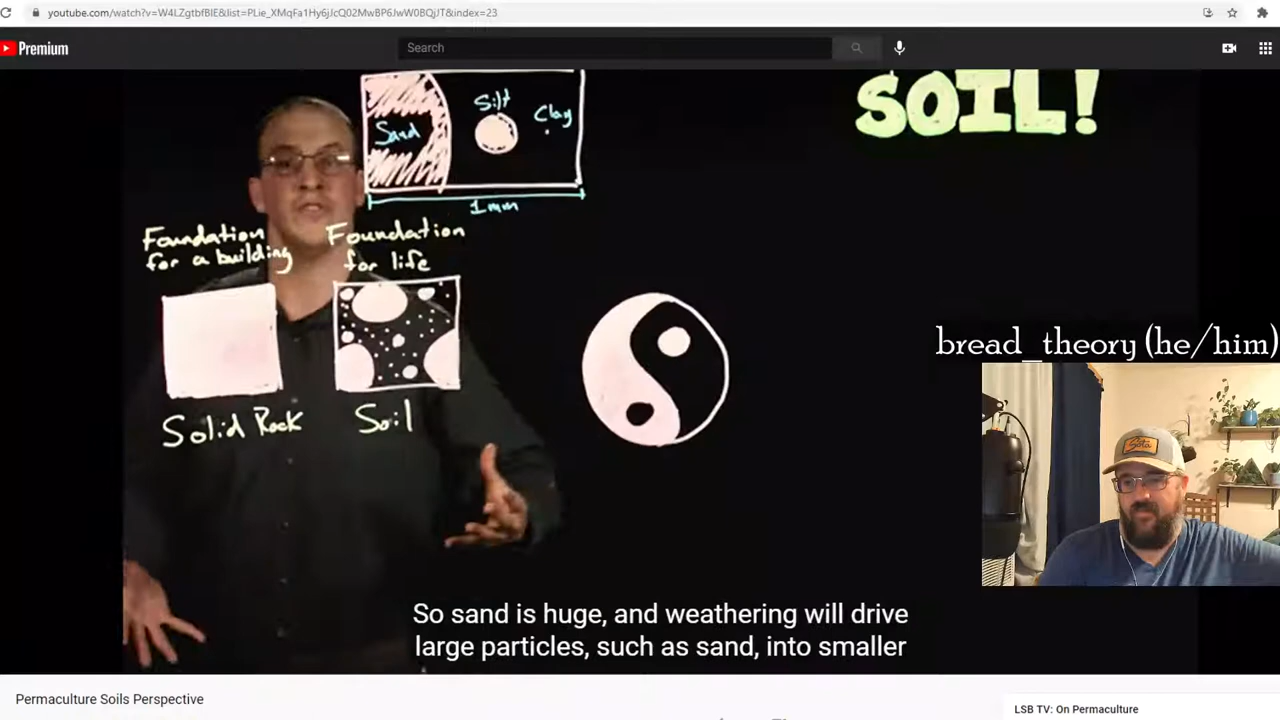 youtube.com/watch?v=W4LZgtbfBlE&list=PLie_XMqFa1Hy6jJcQ02MwBP6JwW0BQjJT&index=23
Premium
Search
SOIL!
Sand
Silt
Clay
1mm
Foundation
for a building
Foundation
for life
Solid Rock
Soil
bread_theory (he/him)
Sota
So sand is huge, and weathering will drive
large particles, such as sand, into smaller
Permaculture Soils Perspective
LSB TV: On Permaculture